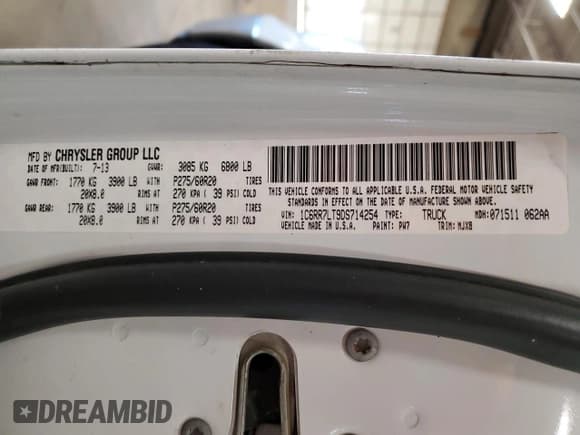 MFD BY CHRYSLER GROUP LLC
DATE OF MFR(BUILT): 7-13 GVWR: 3085 KG 6800 LB
GAWR FRONT: 1770 KG 3900 LB WITH P275/60R20 TIRES
20X8.0 RIMS AT 270 KPA ( 39 PSI) COLD
GAWR REAR: 1770 KG 3900 LB WITH P275/60R20 TIRES
20X8.0 RIMS AT 270 KPA ( 39 PSI) COLD
THIS VEHICLE CONFORMS TO ALL APPLICABLE U.S.A. FEDERAL MOTOR VEHICLE SAFETY
STANDARDS IN EFFECT ON THE DATE OF MANUFACTURE SHOWN ABOVE.
VIN: 1C6RR7LT9DS714254 TYPE: TRUCK MDH: 071511 062AA
VEHICLE MADE IN U.S.A. PAINT: PW7 TRIM: MJX8
DREAMBID